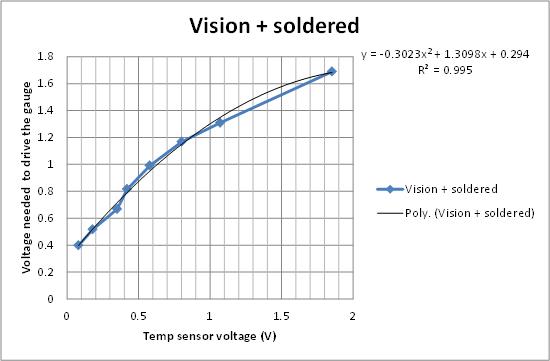 Vision + soldered
y = -0.3023x² + 1.3098x + 0.294
R² = 0.995
Voltage needed to drive the gauge
1.8
1.6
1.4
1.2
1
0.8
0.6
0.4
0.2
0
0
0.5
1
1.5
2
Temp sensor voltage (V)
Vision + soldered
Poly. (Vision + soldered)